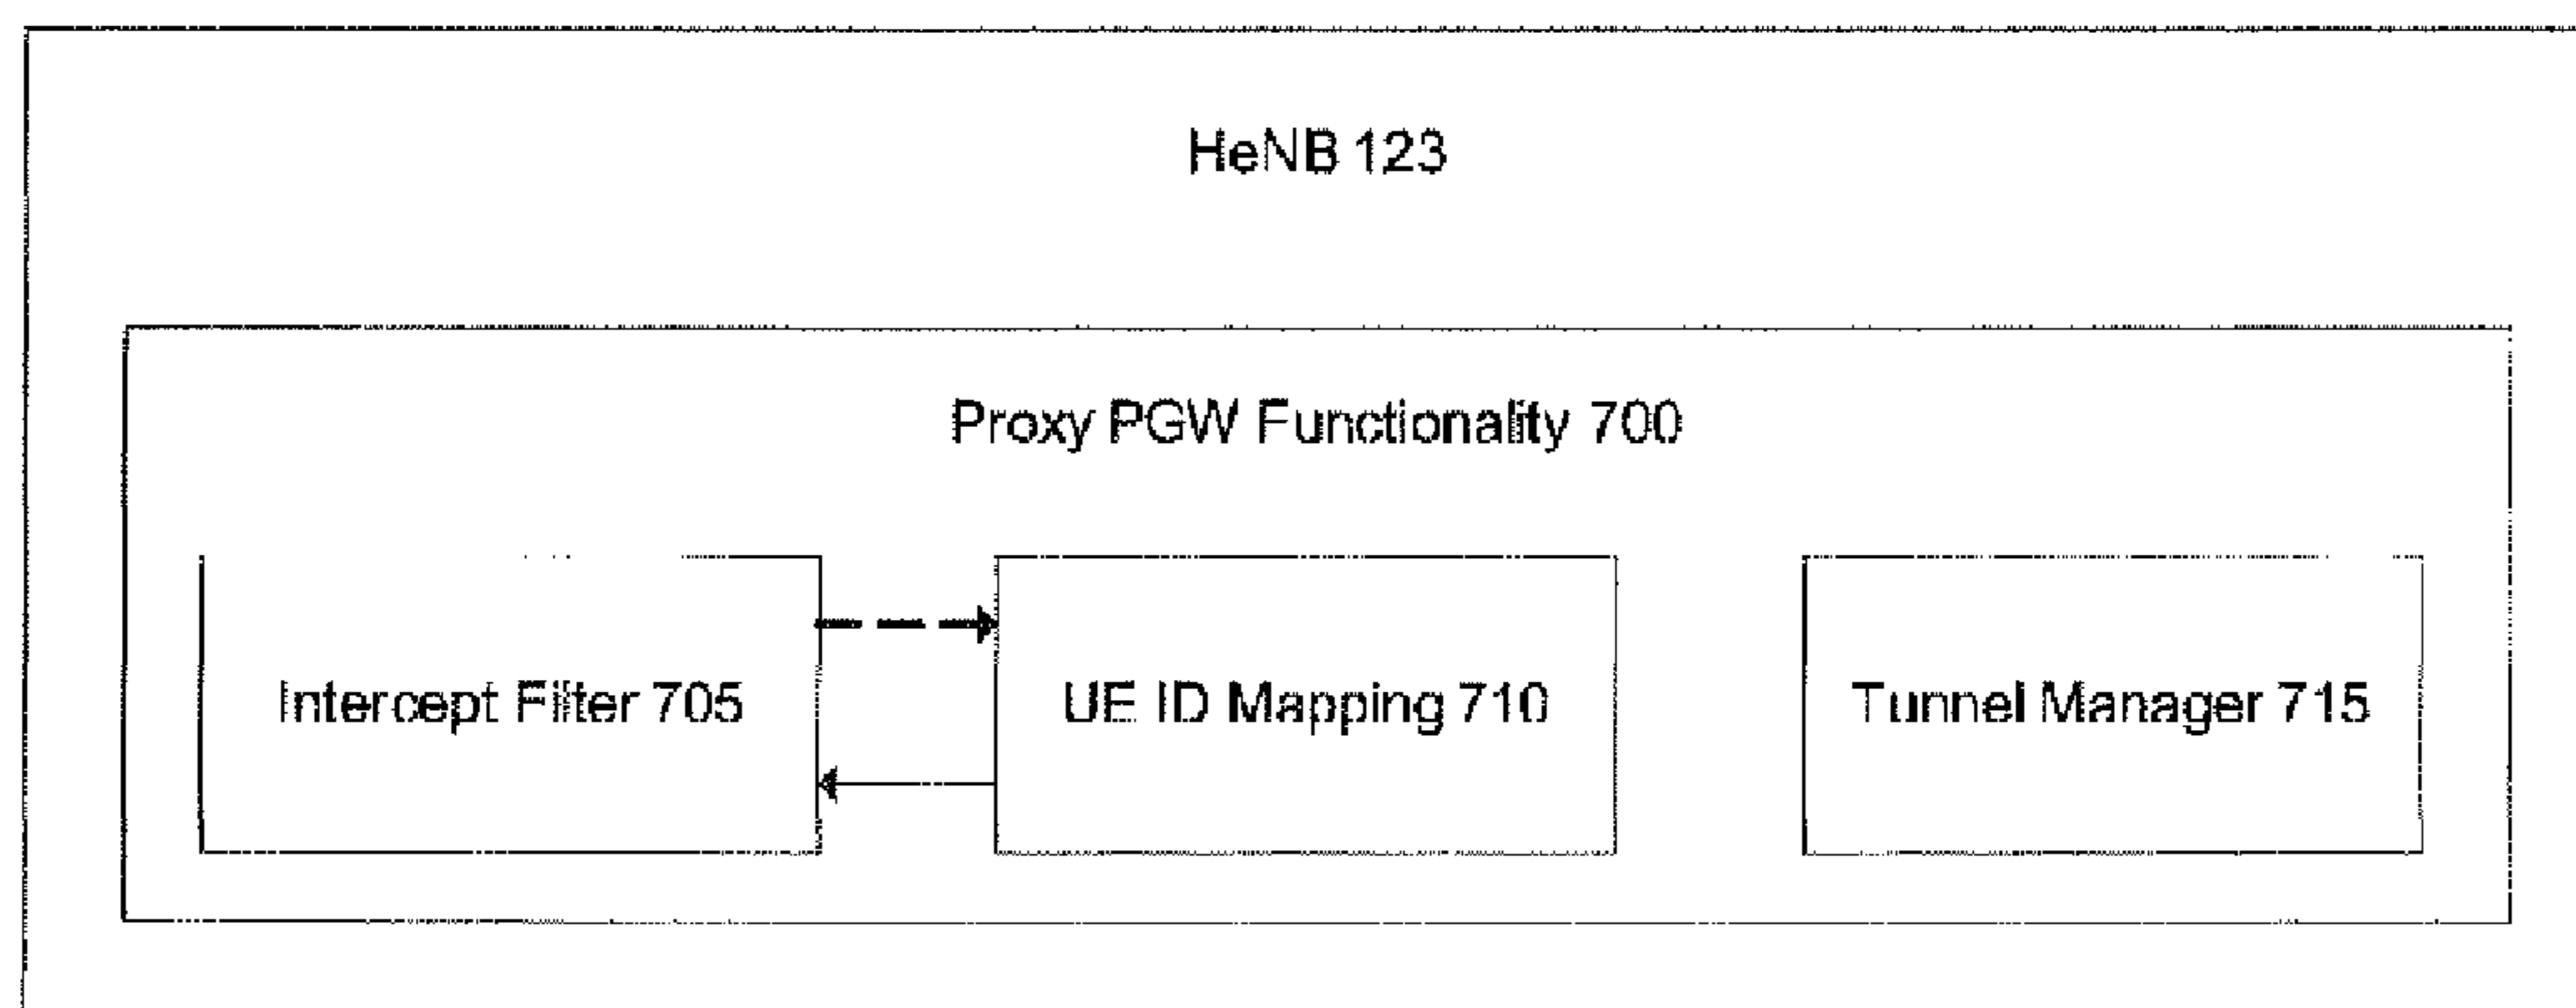 HeNB 123
Proxy PGW Functionality 700
Intercept Filter 705
UE ID Mapping 710
Tunnel Manager 715